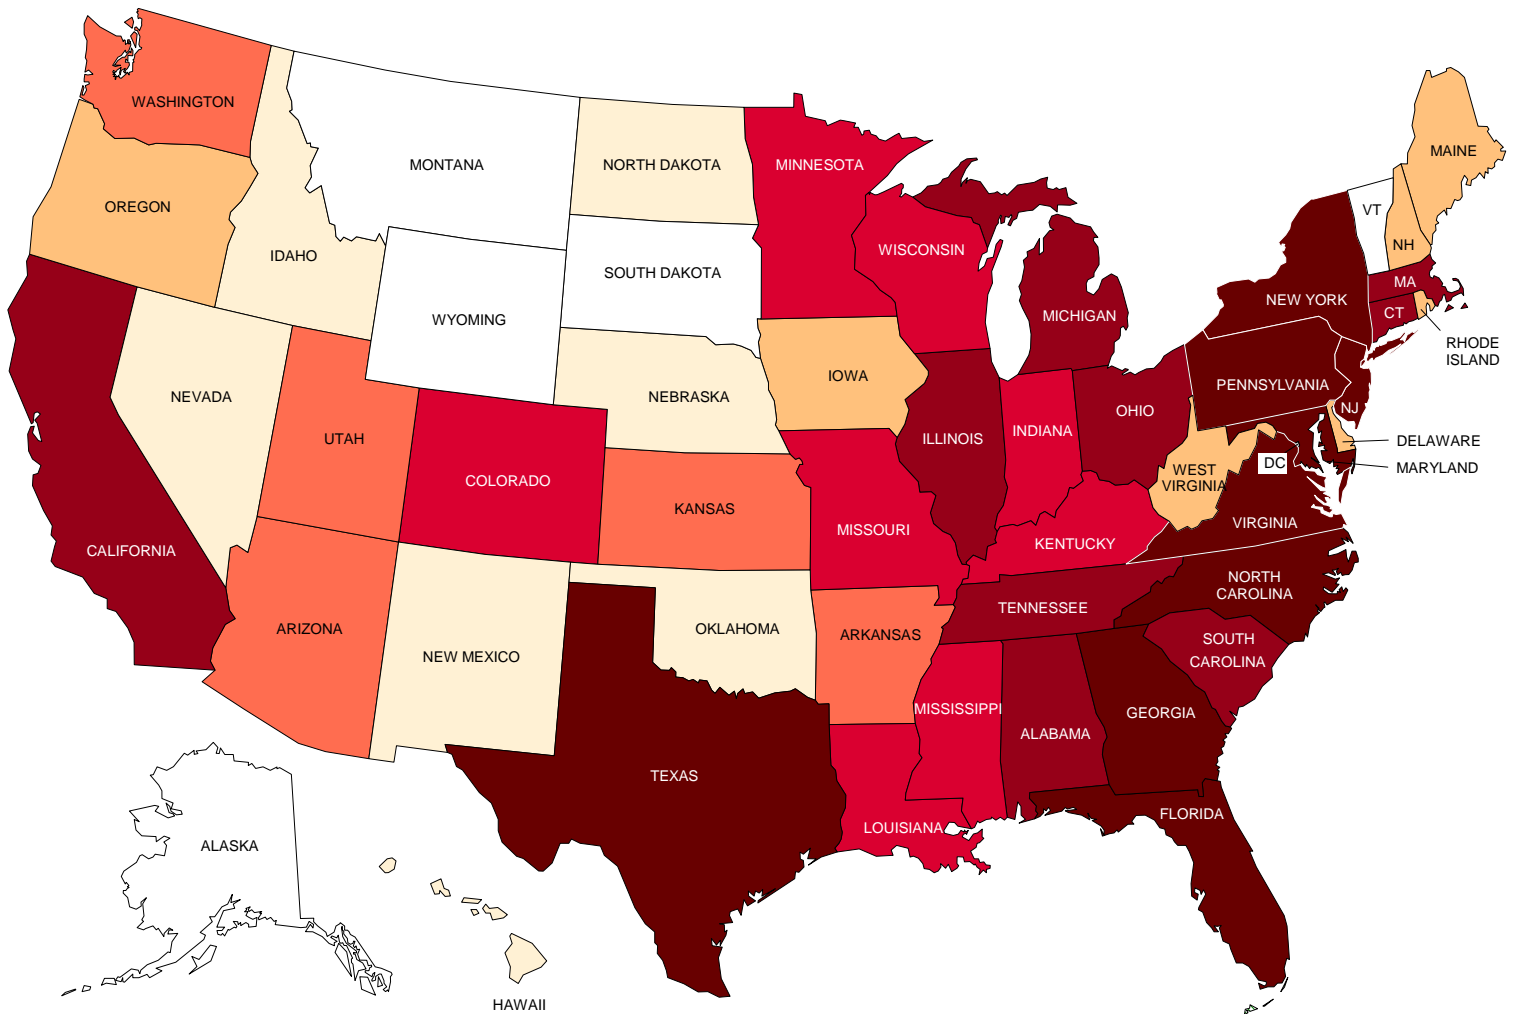 WASHINGTON
MONTANA
NORTH DAKOTA
MINNESOTA
MAINE
OREGON
IDAHO
VT
NH
WISCONSIN
SOUTH DAKOTA
WYOMING
MICHIGAN
NEW YORK
MA
CT
RHODE
ISLAND
NEVADA
UTAH
COLORADO
NEBRASKA
IOWA
ILLINOIS
INDIANA
OHIO
PENNSYLVANIA
NJ
DELAWARE
MARYLAND
DC
WEST
VIRGINIA
VIRGINIA
CALIFORNIA
KANSAS
MISSOURI
KENTUCKY
NORTH
CAROLINA
TENNESSEE
ARIZONA
NEW MEXICO
OKLAHOMA
ARKANSAS
SOUTH
CAROLINA
MISSISSIPPI
ALABAMA
GEORGIA
TEXAS
LOUISIANA
FLORIDA
ALASKA
HAWAII